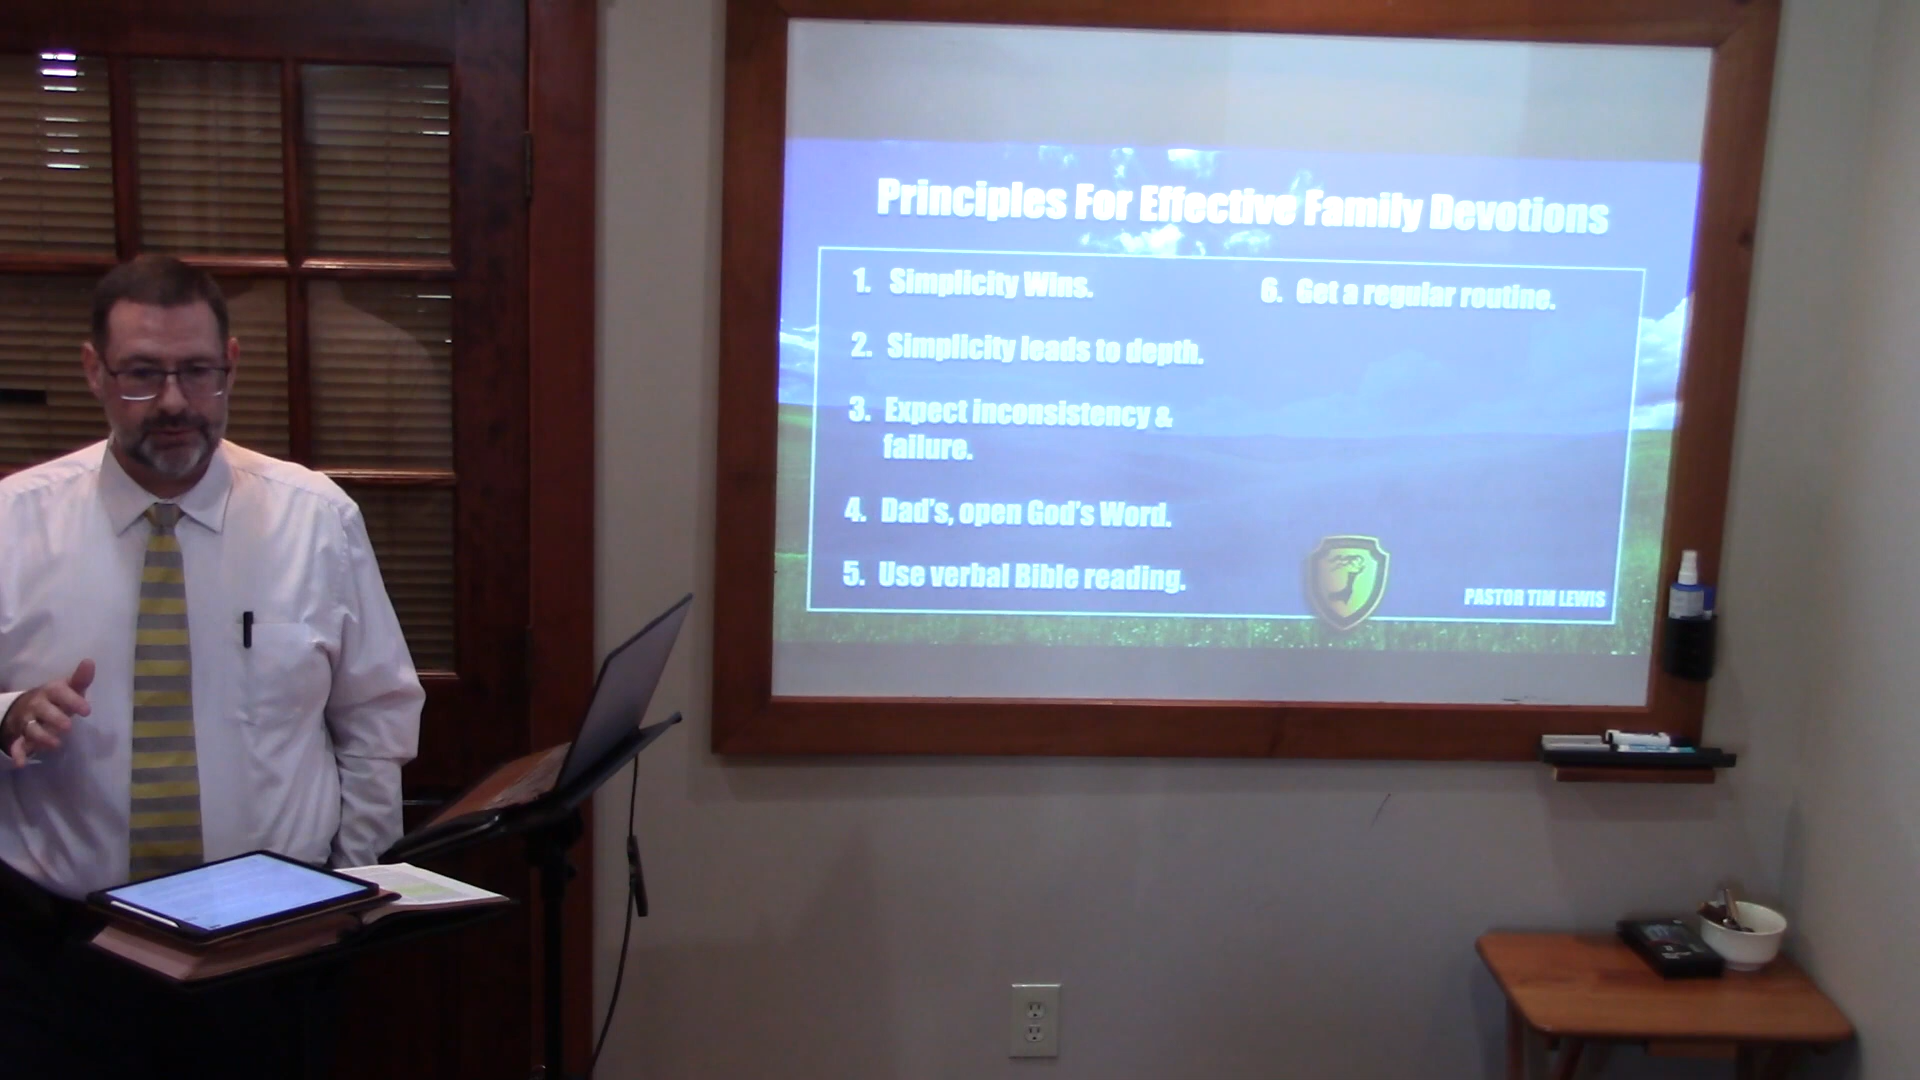 Principles For Effective Family Devotions
1. Simplicity Wins.
2. Simplicity leads to depth.
3. Expect inconsistency &
failure.
4. Dad's, open God's Word.
5. Use verbal Bible reading.
6. Get a regular routine.
PASTOR TIM LEWIS